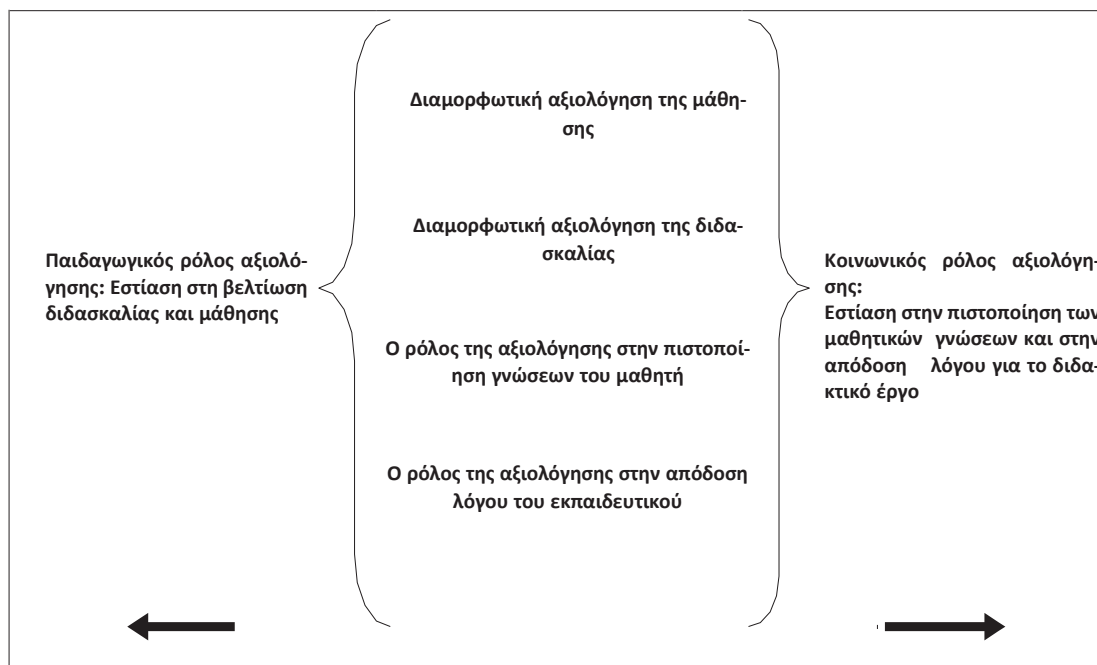 Διαμορφωτική αξιολόγηση της μάθη-
σης
Διαμορφωτική αξιολόγηση της διδα-
σκαλίας
Παιδαγωγικός ρόλος αξιολό-
γησης: Εστίαση στη βελτίωση
διδασκαλίας και μάθησης
Ο ρόλος της αξιολόγησης στην πιστοποί-
ηση γνώσεων του μαθητή
Ο ρόλος της αξιολόγησης στην απόδοση
λόγου του εκπαιδευτικού
Κοινωνικός ρόλος αξιολόγη-
σης:
Εστίαση στην πιστοποίηση των
μαθητικών γνώσεων και στην
απόδοση λόγου για το διδα-
κτικό έργο